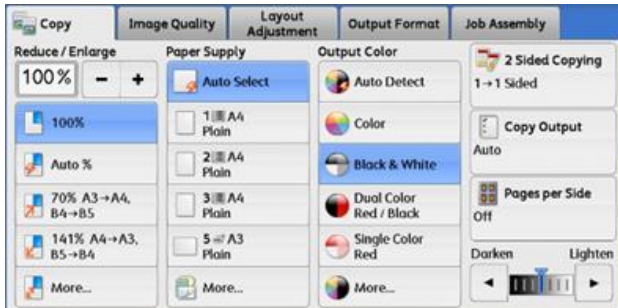 Copy
Image Quality
Layout
Adjustment
Output Format
Job Assembly
Reduce / Enlarge
100 %
-
+
100%
Auto %
70% A3→A4,
B4→B5
141% A4→A3,
B5→B4
More...
Paper Supply
Auto Select
1 A4
Plain
2 A4
Plain
3 A4
Plain
5 A3
Plain
More...
Output Color
Auto Detect
Color
Black & White
Dual Color
Red / Black
Single Color
Red
More...
2 Sided Copying
1→1 Sided
Copy Output
Auto
Pages per Side
Off
Darken Lighten